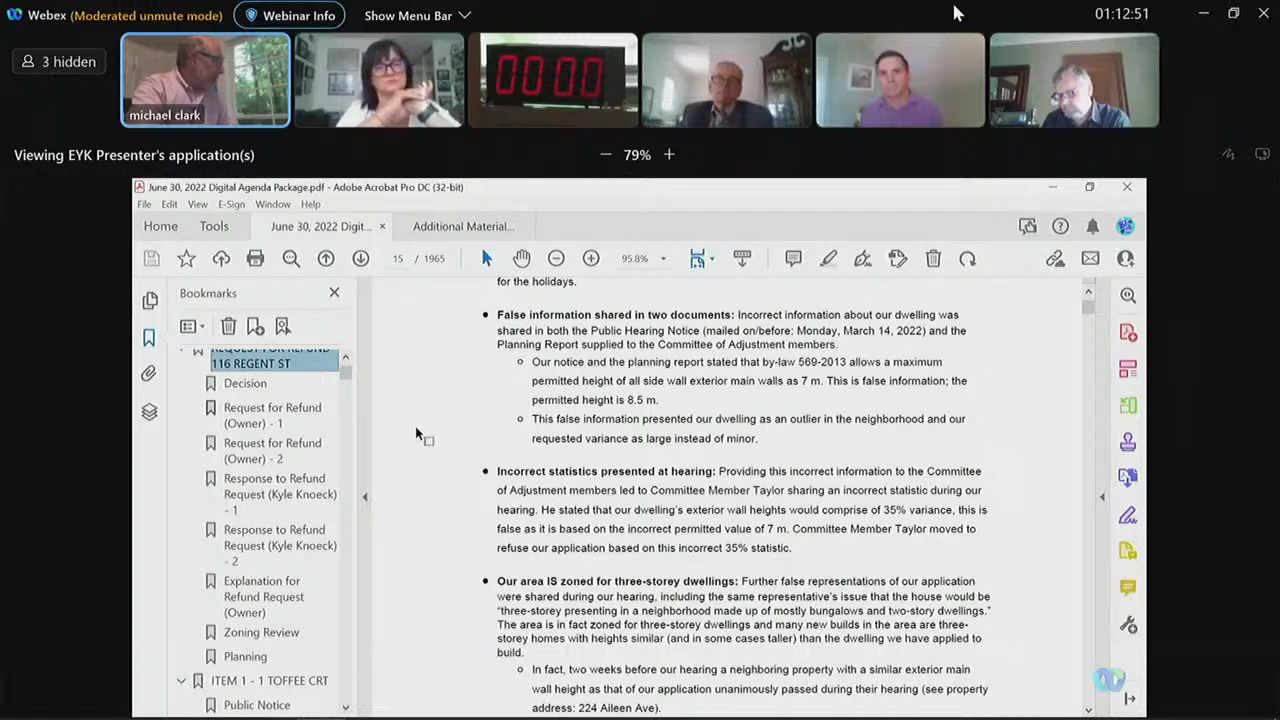 Webex (Moderated unmute mode) Webinar Info Show Menu Bar 01:12:51
3 hidden
00:00
michael clark
Viewing EYK Presenter's application(s) 79%
June 30, 2022 Digital Agenda Package.pdf - Adobe Acrobat Pro DC (32-bit)
File Edit View E-Sign Window Help
Home Tools June 30, 2022 Digit... × Additional Material...
15 / 1965 95.8%
Bookmarks
REQUEST FOR REFUND
116 REGENT ST
Decision
Request for Refund
(Owner) - 1
Request for Refund
(Owner) - 2
Response to Refund
Request (Kyle Knoeck)
- 1
Response to Refund
Request (Kyle Knoeck)
- 2
Explanation for
Refund Request
(Owner)
Zoning Review
Planning
ITEM 1 - 1 TOFFEE CRT
Public Notice
for the holidays.
• False information shared in two documents: Incorrect information about our dwelling was
shared in both the Public Hearing Notice (mailed on/before: Monday, March 14, 2022) and the
Planning Report supplied to the Committee of Adjustment members.
○ Our notice and the planning report stated that by-law 569-2013 allows a maximum
permitted height of all side wall exterior main walls as 7 m. This is false information; the
permitted height is 8.5 m.
○ This false information presented our dwelling as an outlier in the neighborhood and our
requested variance as large instead of minor.
• Incorrect statistics presented at hearing: Providing this incorrect information to the Committee
of Adjustment members led to Committee Member Taylor sharing an incorrect statistic during our
hearing. He stated that our dwelling's exterior wall heights would comprise of 35% variance, this is
false as it is based on the incorrect permitted value of 7 m. Committee Member Taylor moved to
refuse our application based on this incorrect 35% statistic.
• Our area IS zoned for three-storey dwellings: Further false representations of our application
were shared during our hearing, including the same representative's issue that the house would be
"three-storey presenting in a neighborhood made up of mostly bungalows and two-story dwellings."
The area is in fact zoned for three-storey dwellings and many new builds in the area are three-
storey homes with heights similar (and in some cases taller) than the dwelling we have applied to
build.
○ In fact, two weeks before our hearing a neighboring property with a similar exterior main
wall height as that of our application unanimously passed during their hearing (see property
address: 224 Aileen Ave).